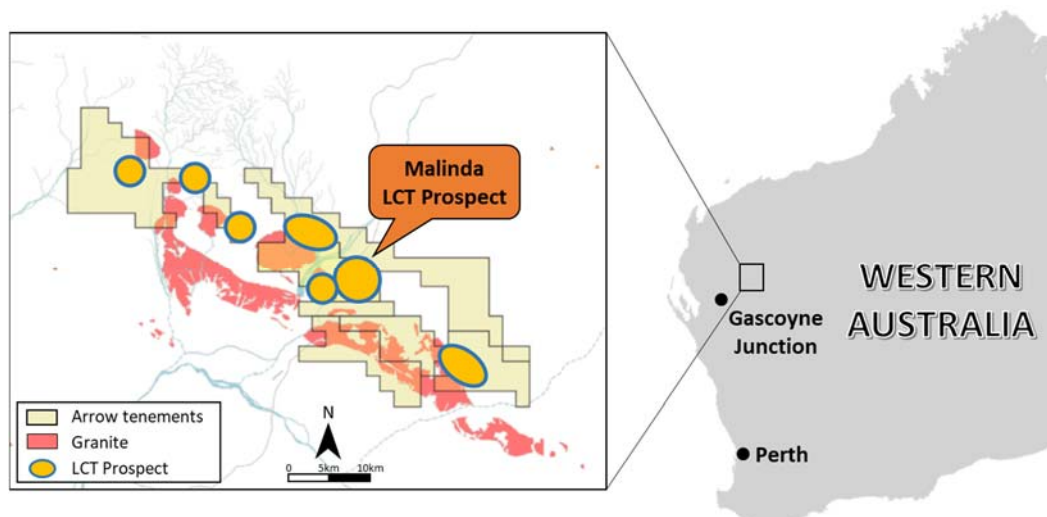 Malinda
LCT Prospect
Arrow tenements
Granite
LCT Prospect
N
0 5km 10km
WESTERN
AUSTRALIA
Gascoyne
Junction
Perth